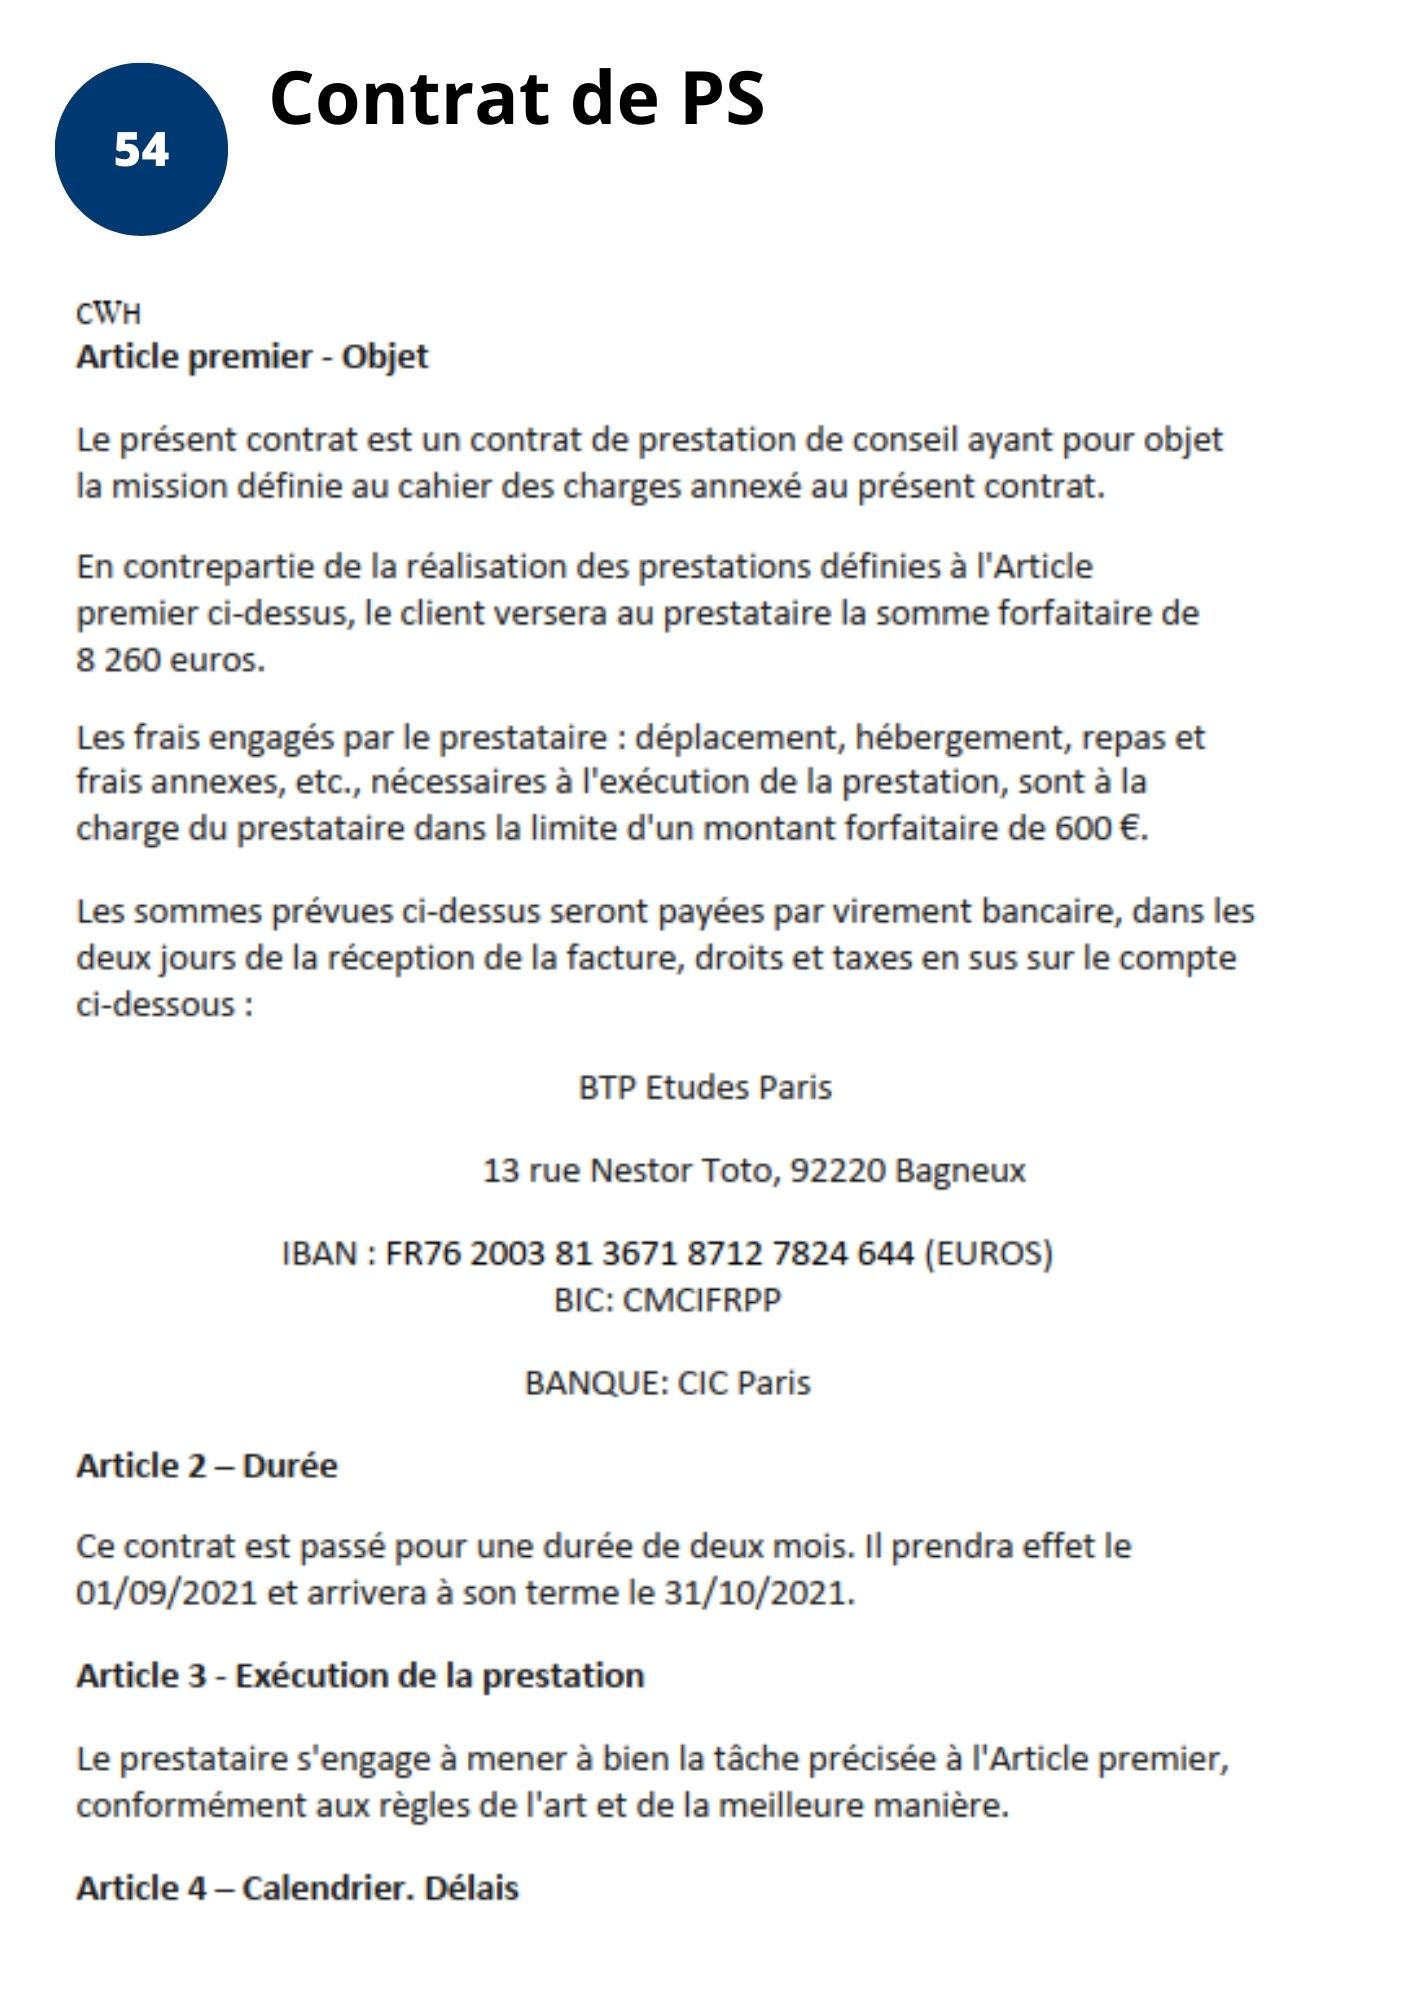 54
Contrat de PS
CWH
Article premier - Objet
Le présent contrat est un contrat de prestation de conseil ayant pour objet
la mission définie au cahier des charges annexé au présent contrat.
En contrepartie de la réalisation des prestations définies à l'Article
premier ci-dessus, le client versera au prestataire la somme forfaitaire de
8 260 euros.
Les frais engagés par le prestataire : déplacement, hébergement, repas et
frais annexes, etc., nécessaires à l'exécution de la prestation, sont à la
charge du prestataire dans la limite d'un montant forfaitaire de 600 €.
Les sommes prévues ci-dessus seront payées par virement bancaire, dans les
deux jours de la réception de la facture, droits et taxes en sus sur le compte
ci-dessous :
BTP Etudes Paris
13 rue Nestor Toto, 92220 Bagneux
IBAN : FR76 2003 81 3671 8712 7824 644 (EUROS)
BIC: CMCIFRPP
BANQUE: CIC Paris
Article 2 – Durée
Ce contrat est passé pour une durée de deux mois. Il prendra effet le
01/09/2021 et arrivera à son terme le 31/10/2021.
Article 3 - Exécution de la prestation
Le prestataire s'engage à mener à bien la tâche précisée à l'Article premier,
conformément aux règles de l'art et de la meilleure manière.
Article 4 – Calendrier. Délais